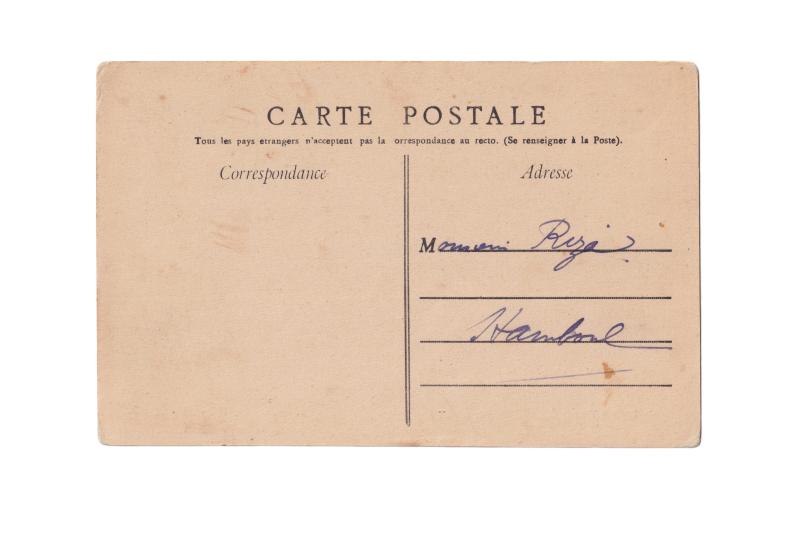 CARTE POSTALE
Tous les pays etrangers n'acceptent pas la orrespondance au recto. (Se renseigner à la Poste).
Correspondance
Adresse
Monsieur Riza
Stamboul